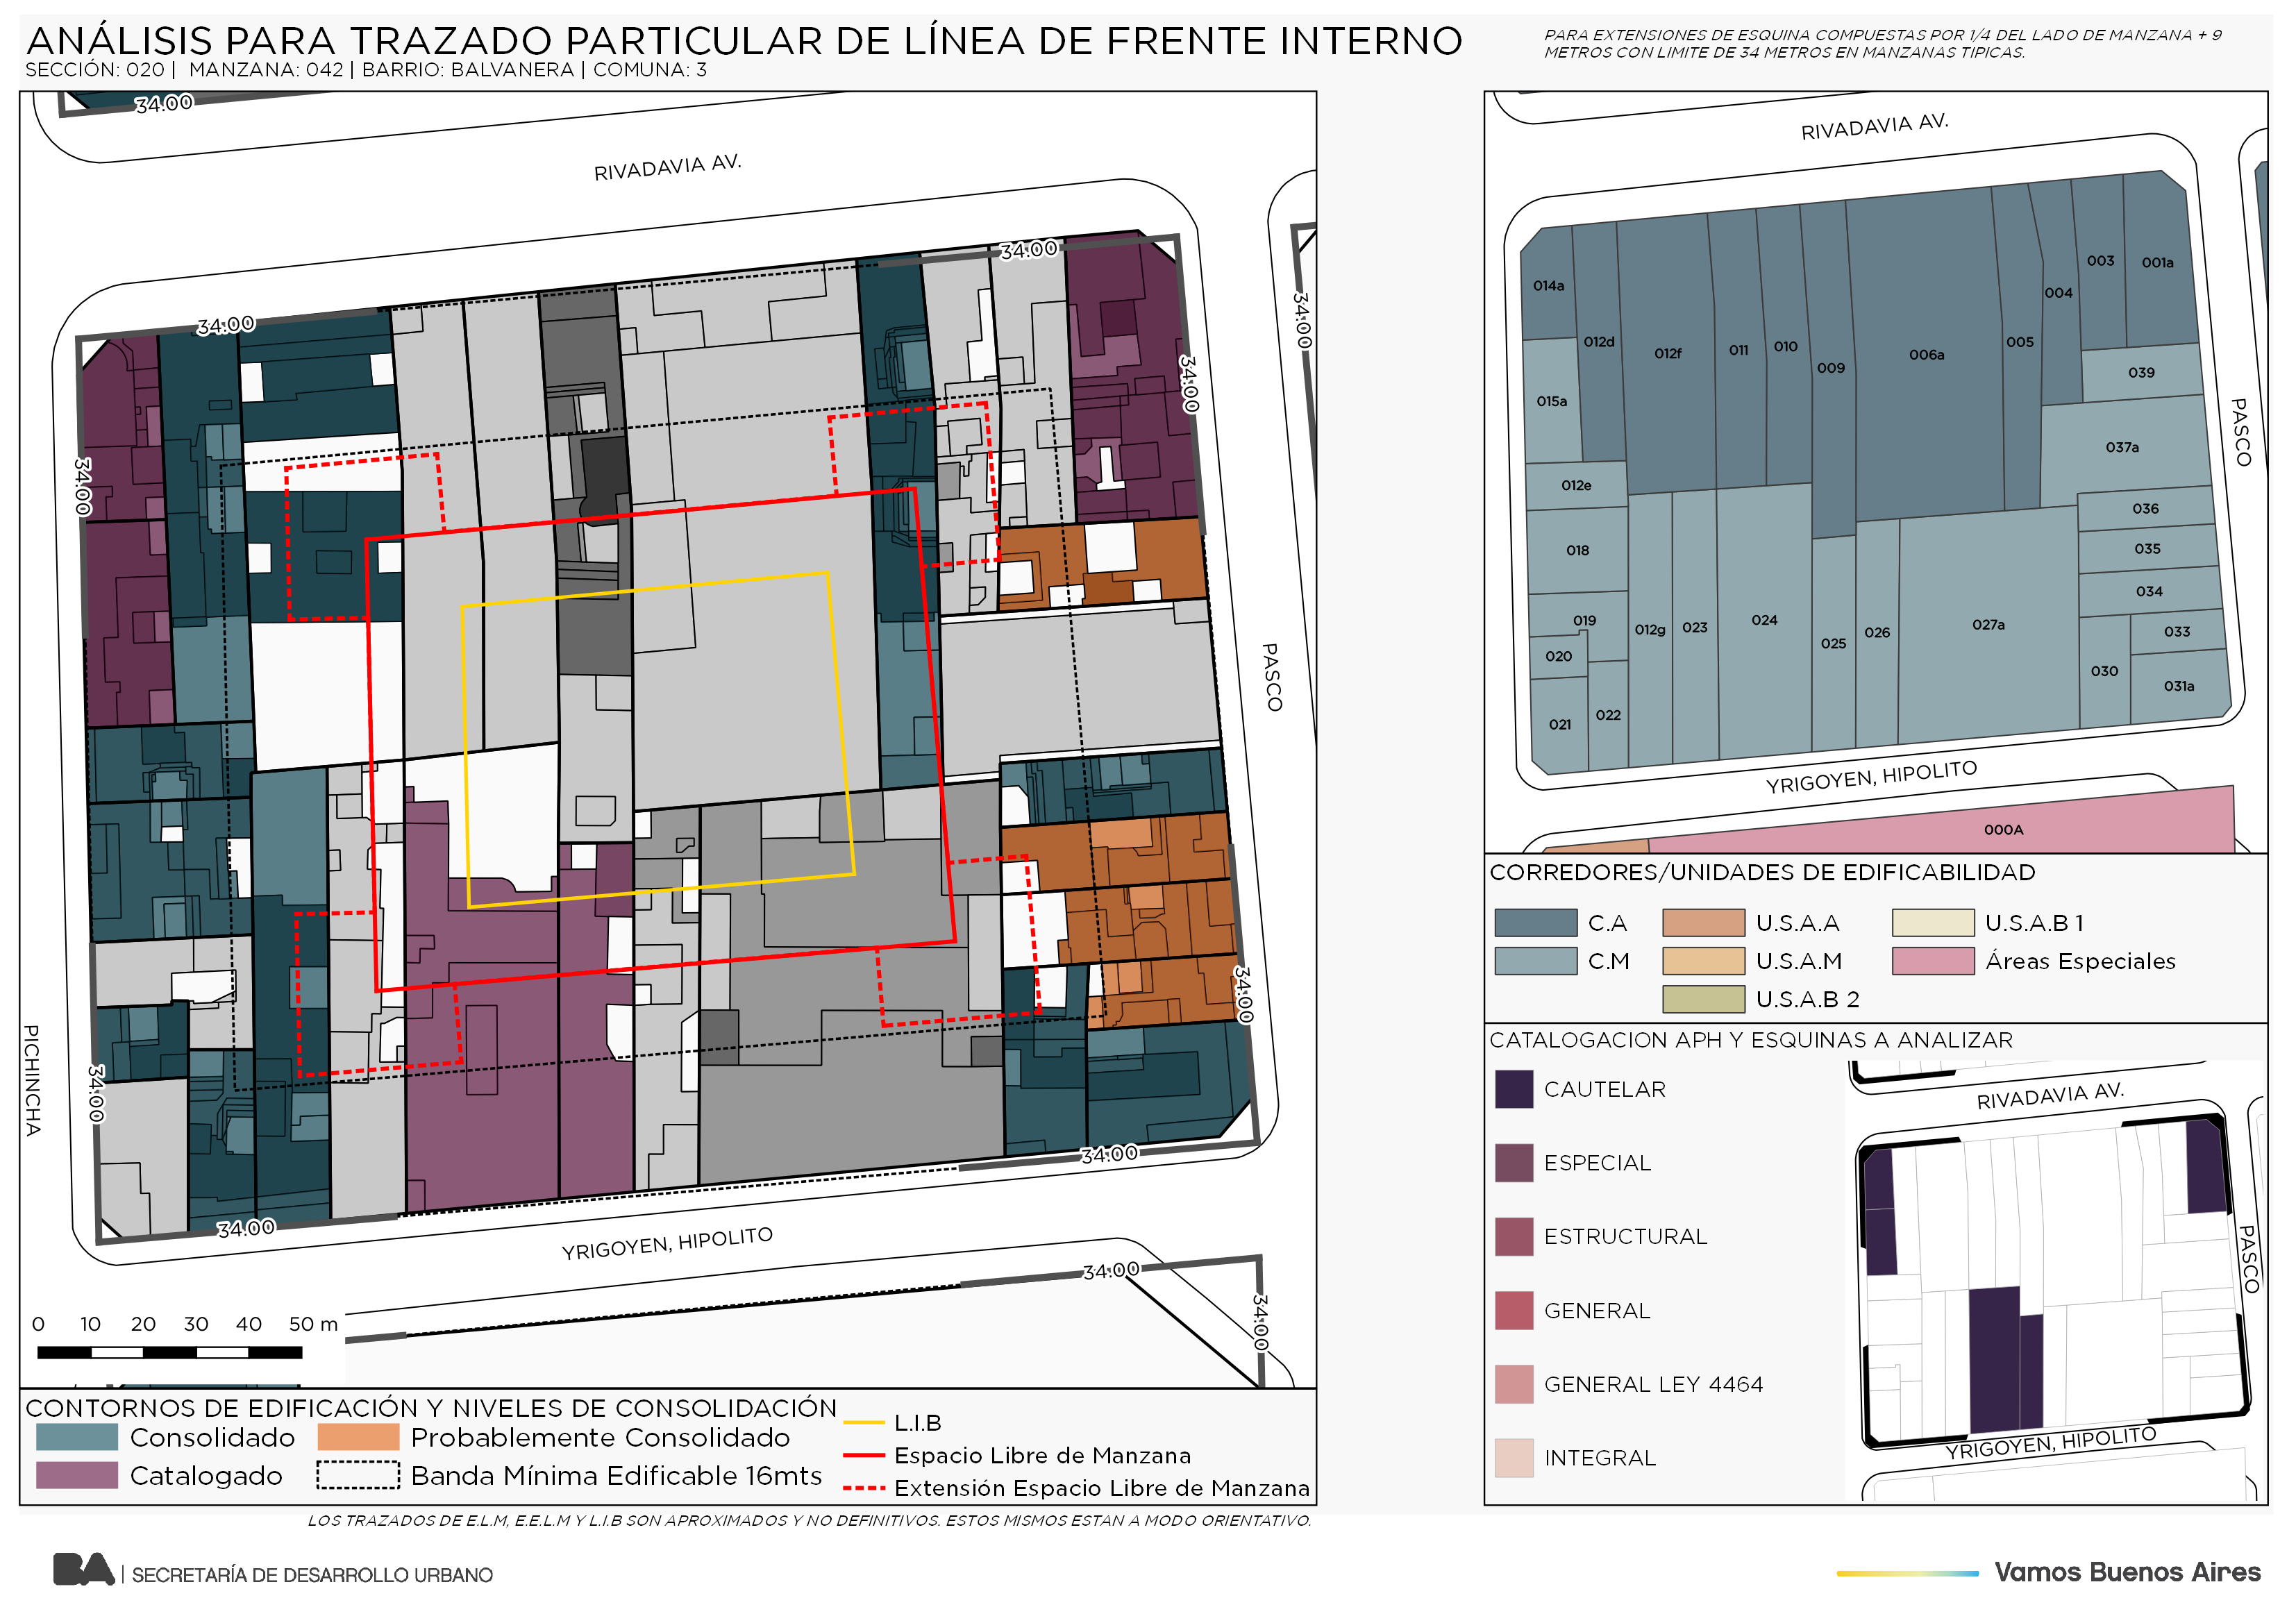 ANÁLISIS PARA TRAZADO PARTICULAR DE LÍNEA DE FRENTE INTERNO
SECCIÓN: 020 | MANZANA: 042 | BARRIO: BALVANERA | COMUNA: 3
PARA EXTENSIONES DE ESQUINA COMPUESTAS POR 1/4 DEL LADO DE MANZANA + 9
METROS CON LIMITE DE 34 METROS EN MANZANAS TIPICAS.
34.00
RIVADAVIA AV.
34.00
34.00
34.00
34.00
34.00
PASCO
34.00
34.00
PICHINCHA
34.00
34.00
YRIGOYEN, HIPOLITO
34.00
34.00
0 10 20 30 40 50 m
CONTORNOS DE EDIFICACIÓN Y NIVELES DE CONSOLIDACIÓN
Consolidado
Probablemente Consolidado
Catalogado
Banda Mínima Edificable 16mts
L.I.B
Espacio Libre de Manzana
Extensión Espacio Libre de Manzana
LOS TRAZADOS DE E.L.M, E.E.L.M Y L.I.B SON APROXIMADOS Y NO DEFINITIVOS. ESTOS MISMOS ESTAN A MODO ORIENTATIVO.
RIVADAVIA AV.
014a
012d
012f
011
010
009
006a
005
004
003
001a
015a
039
037a
012e
036
018
035
034
019
012g
023
024
025
026
027a
033
020
030
031a
021
022
PASCO
YRIGOYEN, HIPOLITO
000A
CORREDORES/UNIDADES DE EDIFICABILIDAD
C.A
U.S.A.A
U.S.A.B 1
C.M
U.S.A.M
Áreas Especiales
U.S.A.B 2
CATALOGACION APH Y ESQUINAS A ANALIZAR
CAUTELAR
ESPECIAL
ESTRUCTURAL
GENERAL
GENERAL LEY 4464
INTEGRAL
RIVADAVIA AV.
PASCO
YRIGOYEN, HIPOLITO
BA | SECRETARÍA DE DESARROLLO URBANO
Vamos Buenos Aires